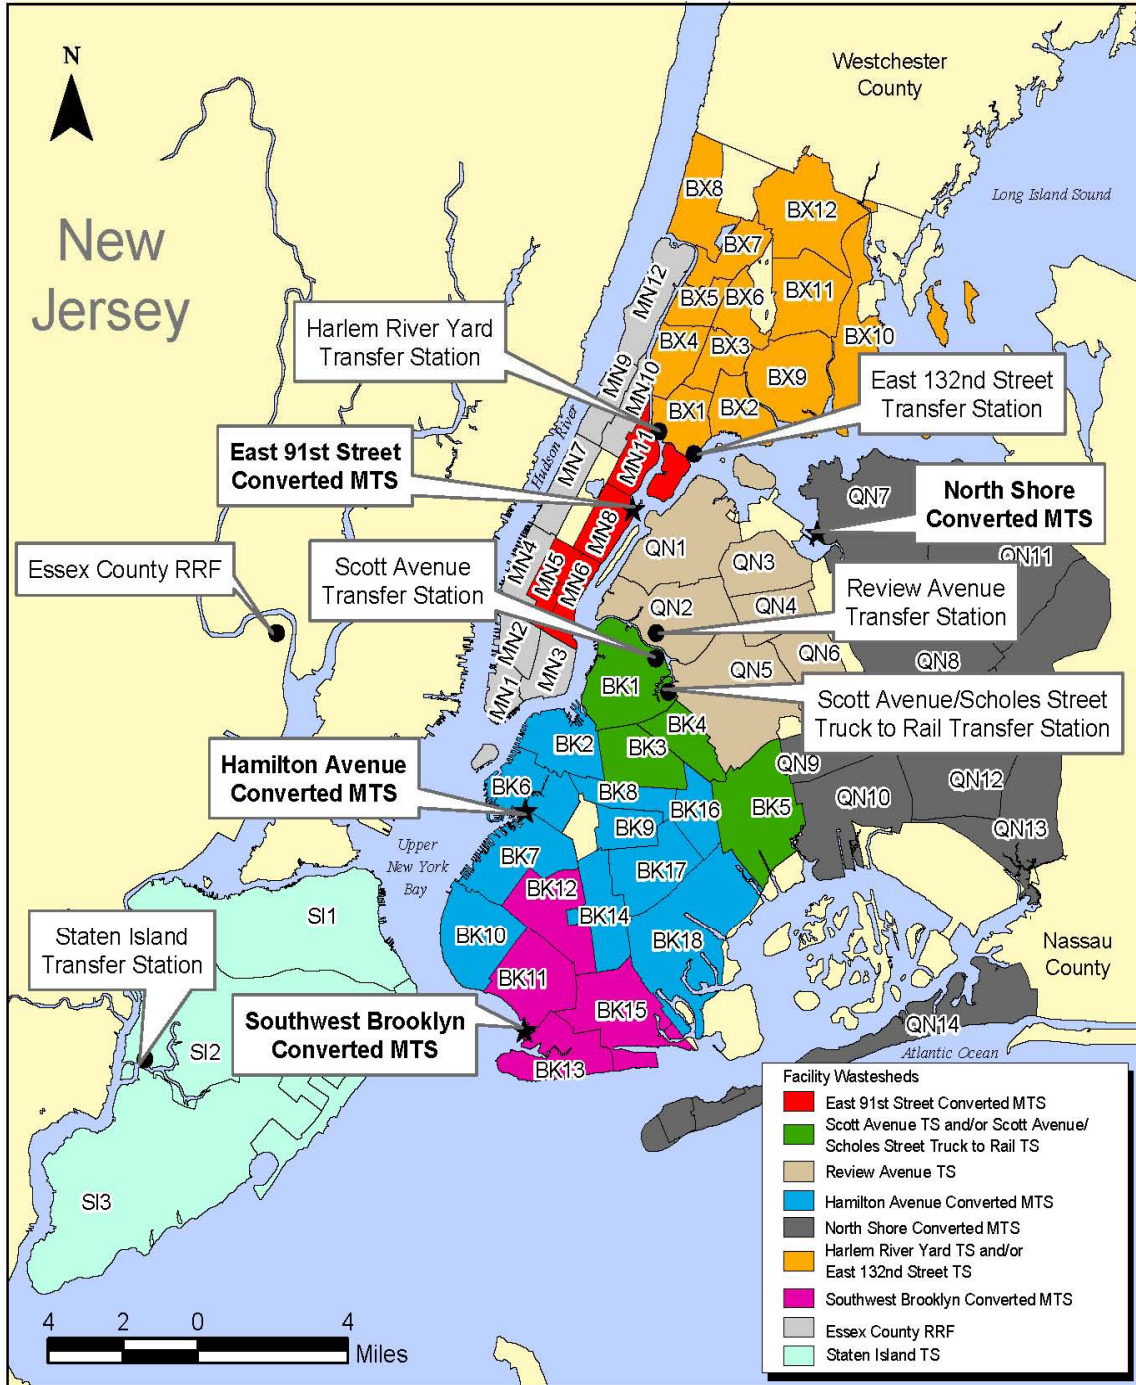 N
Westchester
County
Long Island Sound
New
Jersey
BX8
BX12
BX7
MN12
BX5
BX6
BX11
BX10
Harlem River Yard
Transfer Station
BX4
BX3
MN9
MN10
BX9
East 132nd Street
Transfer Station
BX1
BX2
Hudson River
MN11
East 91st Street
Converted MTS
MN7
QN7
North Shore
Converted MTS
MN8
QN1
QN3
QN11
MN4
MN5
MN6
Essex County RRF
Scott Avenue
Transfer Station
Review Avenue
Transfer Station
QN2
QN4
MN2
MN3
QN5
QN6
QN8
MN1
BK1
Scott Avenue/Scholes Street
Truck to Rail Transfer Station
BK4
BK2
BK3
Hamilton Avenue
Converted MTS
QN9
QN12
BK6
BK8
BK16
BK5
QN10
BK9
QN13
Upper
New York
Bay
BK7
BK17
BK12
SI1
BK14
Staten Island
Transfer Station
BK10
BK18
Nassau
County
BK11
BK15
QN14
Southwest Brooklyn
Converted MTS
SI2
Atlantic Ocean
BK13
SI3
Facility Wastesheds
East 91st Street Converted MTS
Scott Avenue TS and/or Scott Avenue/
Scholes Street Truck to Rail TS
Review Avenue TS
Hamilton Avenue Converted MTS
North Shore Converted MTS
Harlem River Yard TS and/or
East 132nd Street TS
Southwest Brooklyn Converted MTS
Essex County RRF
Staten Island TS
4 2 0 4
Miles